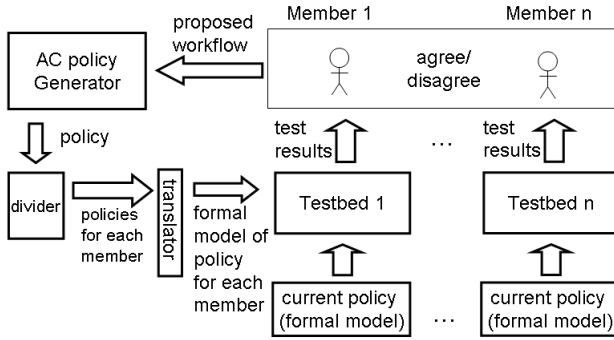 Member 1
Member n
proposed
workflow
AC policy
Generator
agree/
disagree
policy
test
results
...
test
results
divider
policies
for each
member
translator
formal
model of
policy
for each
member
Testbed 1
Testbed n
current policy
(formal model)
...
current policy
(formal model)